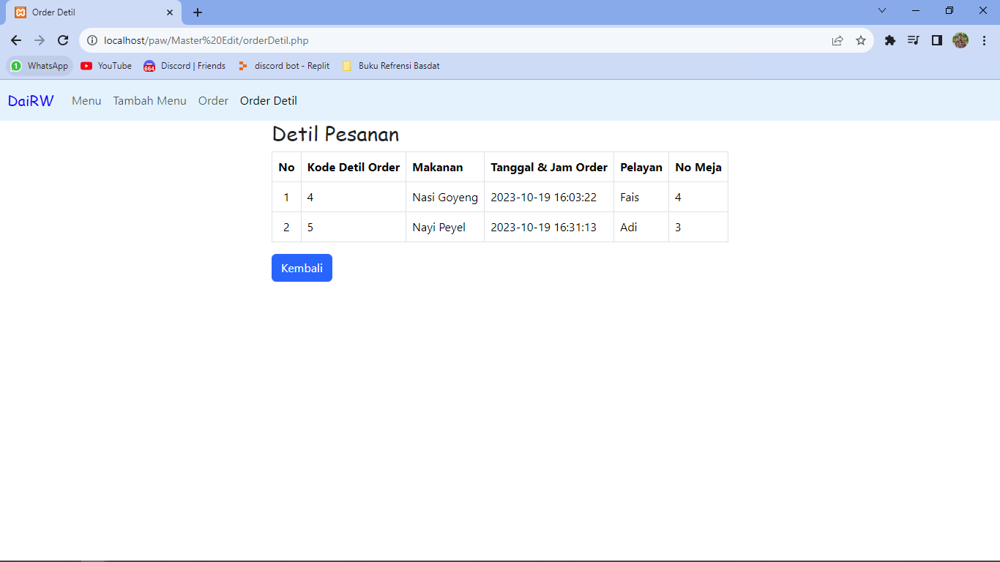 Order Detil
localhost/paw/Master%20Edit/orderDetil.php
1 WhatsApp YouTube 664 Discord | Friends discord bot - Replit Buku Refrensi Basdat
DaiRW Menu Tambah Menu Order Order Detil
Detil Pesanan
No Kode Detil Order Makanan Tanggal & Jam Order Pelayan No Meja
1 4 Nasi Goyeng 2023-10-19 16:03:22 Fais 4
2 5 Nayi Peyel 2023-10-19 16:31:13 Adi 3
Kembali